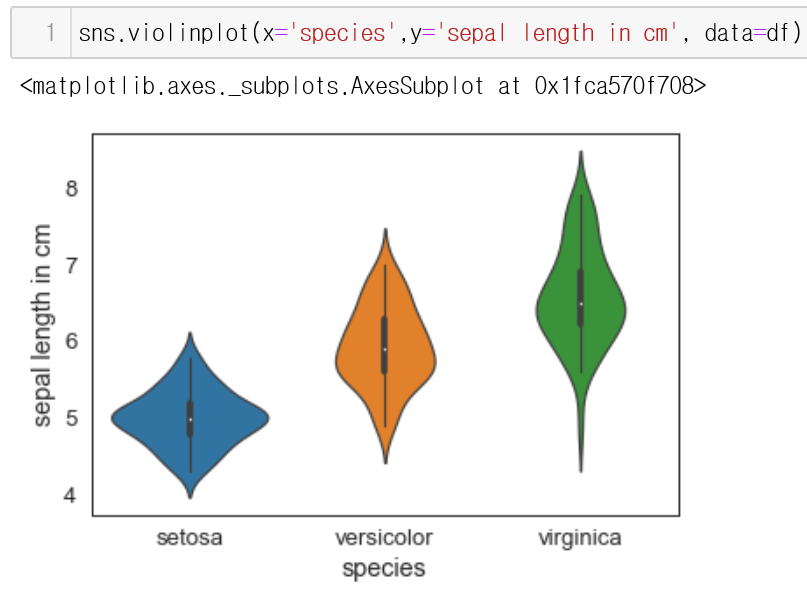 1 sns.violinplot(x='species',y='sepal length in cm', data=df)
<matplotlib.axes._subplots.AxesSubplot at 0x1fca570f708>
8
7
6
5
4
sepal length in cm
setosa versicolor virginica
species